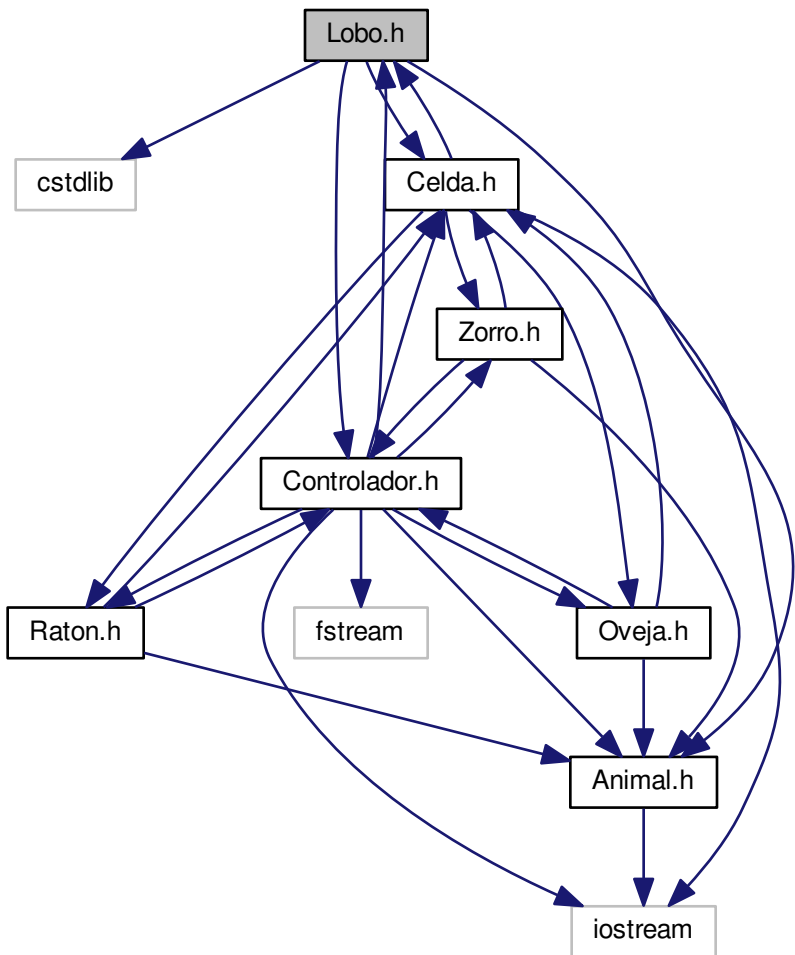 Lobo.h
cstdlib
Celda.h
Zorro.h
Controlador.h
Raton.h
fstream
Oveja.h
Animal.h
iostream